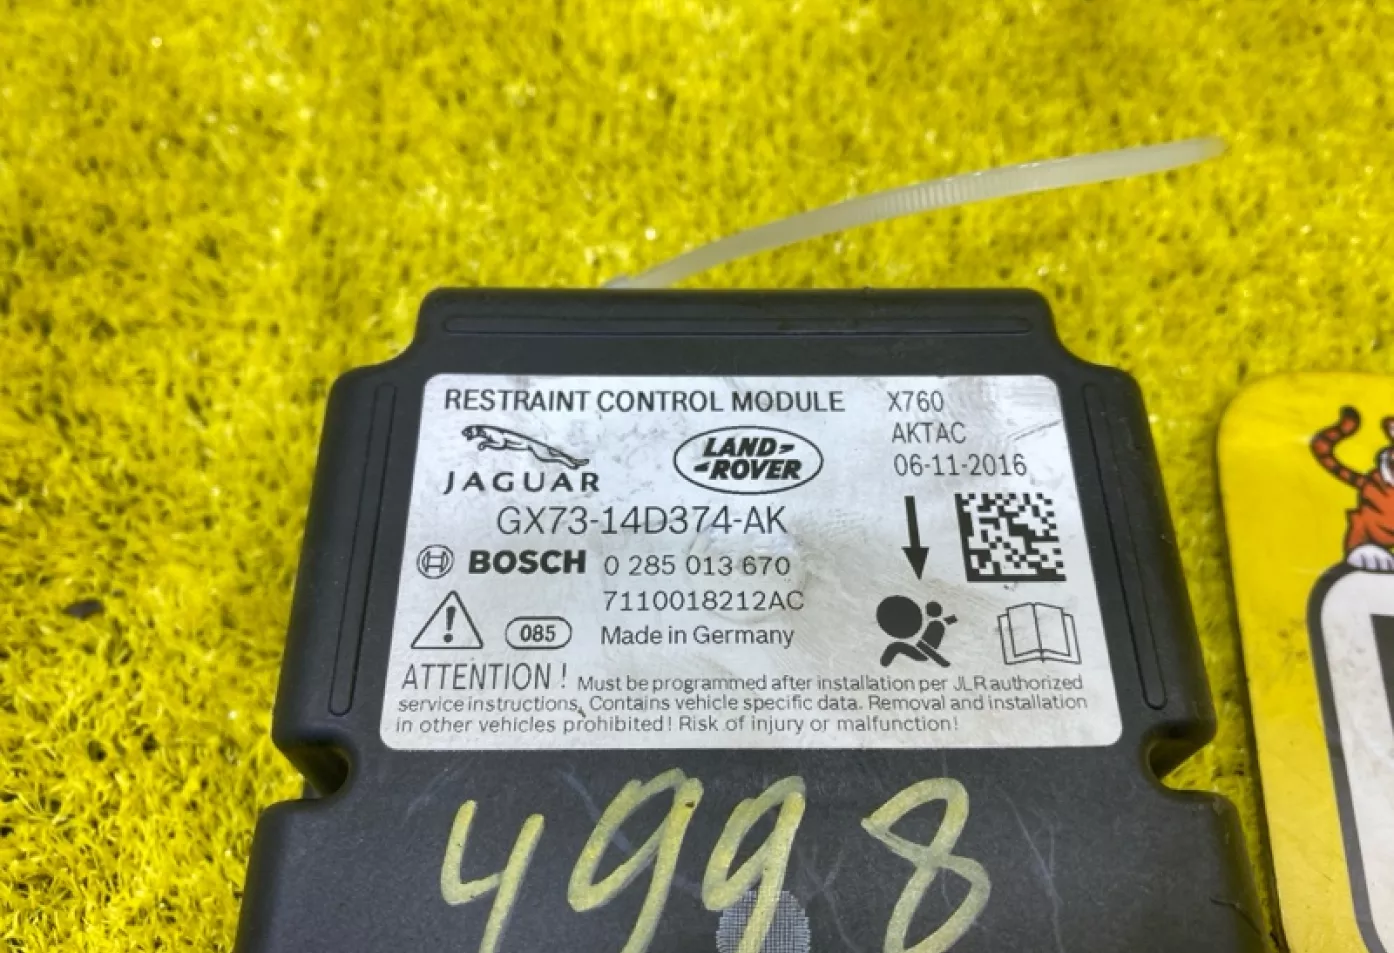 RESTRAINT CONTROL MODULE
X760
AKTAC
06-11-2016
JAGUAR
LAND
ROVER
GX73-14D374-AK
BOSCH 0 285 013 670
7110018212AC
085 Made in Germany
ATTENTION! Must be programmed after installation per JLR authorized
service instructions. Contains vehicle specific data. Removal and installation
in other vehicles prohibited! Risk of injury or malfunction!
4998